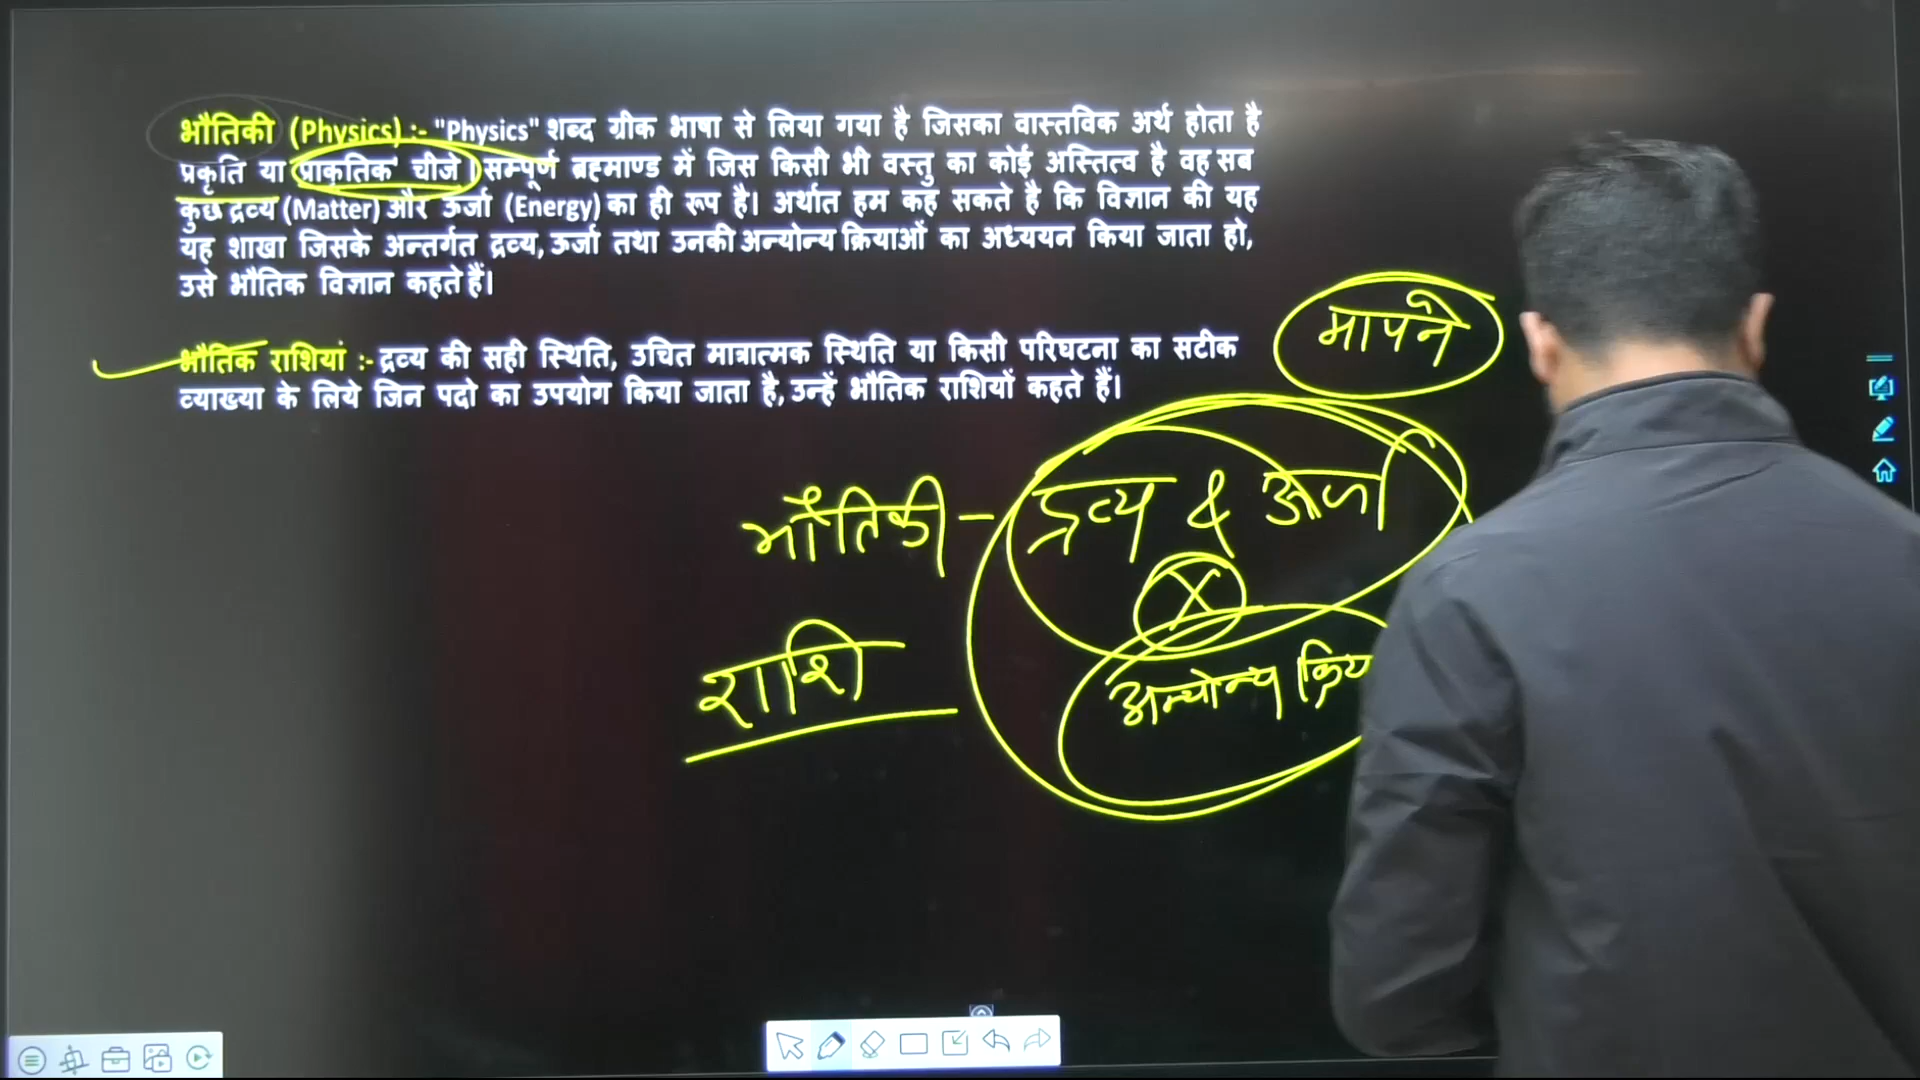 भौतिकी (Physics) :- "Physics" शब्द ग्रीक भाषा से लिया गया है जिसका वास्तविक अर्थ होता है
प्रकृति या प्राकृतिक' चीजे। सम्पूर्ण ब्रह्माण्ड में जिस किसी भी वस्तु का कोई अस्तित्व है वह सब
कुछ द्रव्य (Matter) और ऊर्जा (Energy) का ही रूप है। अर्थात हम कह सकते है कि विज्ञान की यह
यह शाखा जिसके अन्तर्गत द्रव्य, ऊर्जा तथा उनकी अन्योन्य क्रियाओं का अध्ययन किया जाता हो,
उसे भौतिक विज्ञान कहते हैं।
भौतिक राशियां :- द्रव्य की सही स्थिति, उचित मात्रात्मक स्थिति या किसी परिघटना का सटीक
व्याख्या के लिये जिन पदो का उपयोग किया जाता है, उन्हें भौतिक राशियों कहते हैं।
मापने
भौतिकी - द्रव्य & ऊर्जा
X
राशि
अन्योन्य क्रिय